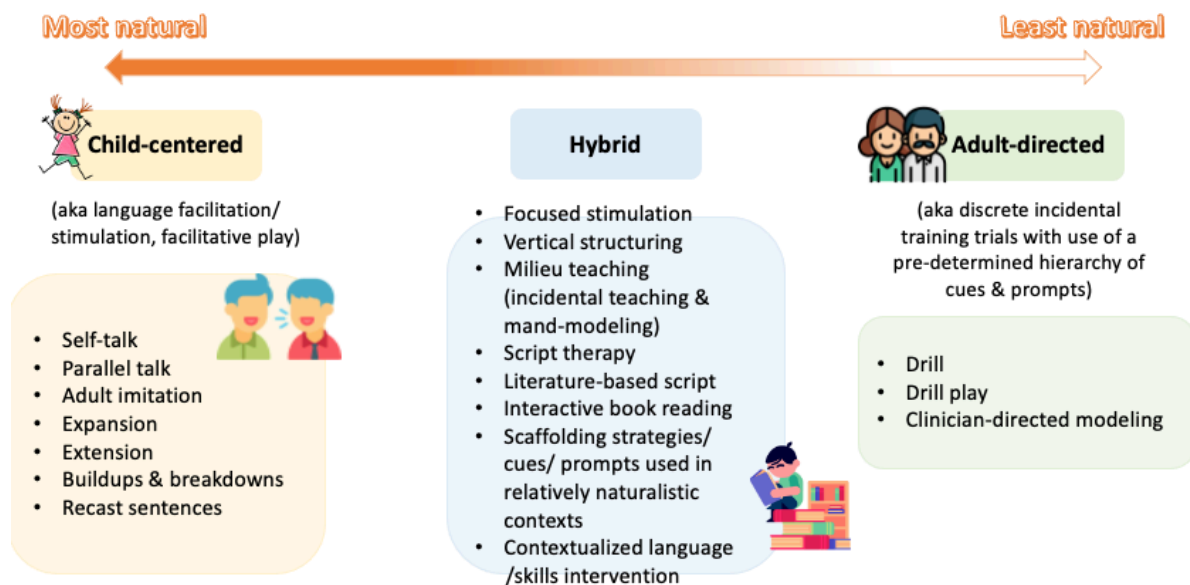 Most natural
Least natural
Child-centered
(aka language facilitation/
stimulation, facilitative play)
• Self-talk
• Parallel talk
• Adult imitation
• Expansion
• Extension
• Buildups & breakdowns
• Recast sentences
Hybrid
• Focused stimulation
• Vertical structuring
• Milieu teaching
(incidental teaching &
mand-modeling)
• Script therapy
• Literature-based script
• Interactive book reading
• Scaffolding strategies/
cues/ prompts used in
relatively naturalistic
contexts
• Contextualized language
/skills intervention
Adult-directed
(aka discrete incidental
training trials with use of a
pre-determined hierarchy of
cues & prompts)
• Drill
• Drill play
• Clinician-directed modeling